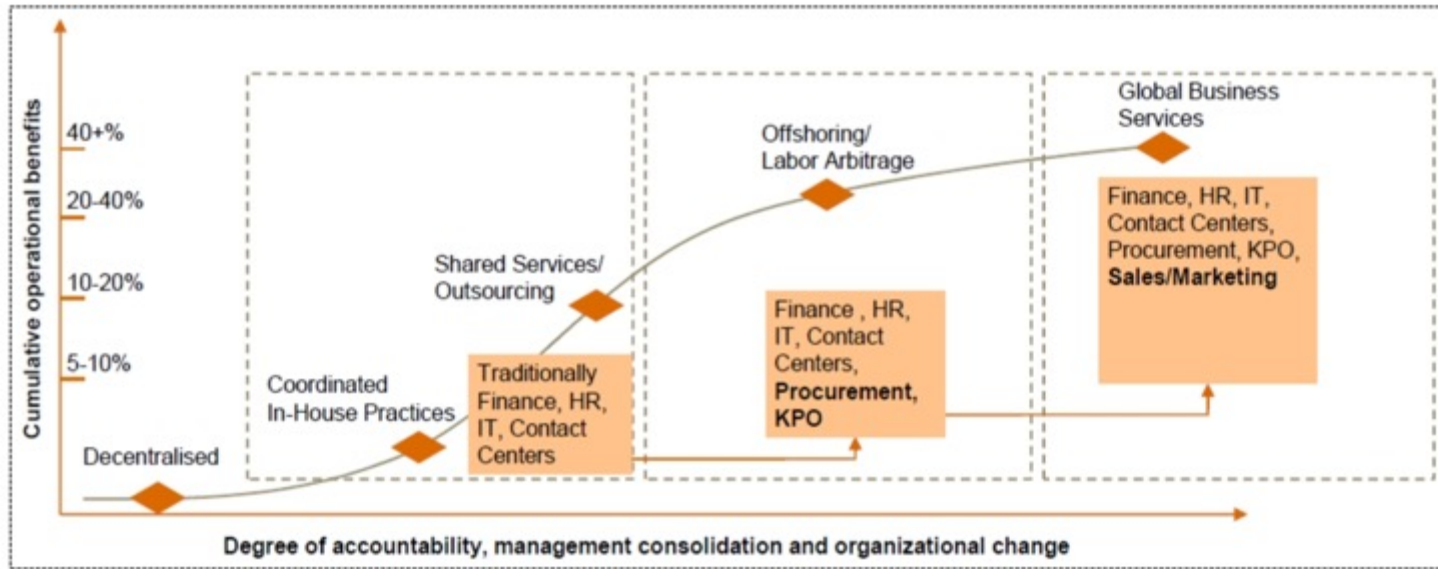 Cumulative operational benefits
40+%
20-40%
10-20%
5-10%
Decentralised
Coordinated
In-House Practices
Shared Services/
Outsourcing
Traditionally
Finance, HR,
IT, Contact
Centers
Offshoring/
Labor Arbitrage
Finance , HR,
IT, Contact
Centers,
Procurement,
KPO
Global Business
Services
Finance, HR, IT,
Contact Centers,
Procurement, KPO,
Sales/Marketing
Degree of accountability, management consolidation and organizational change